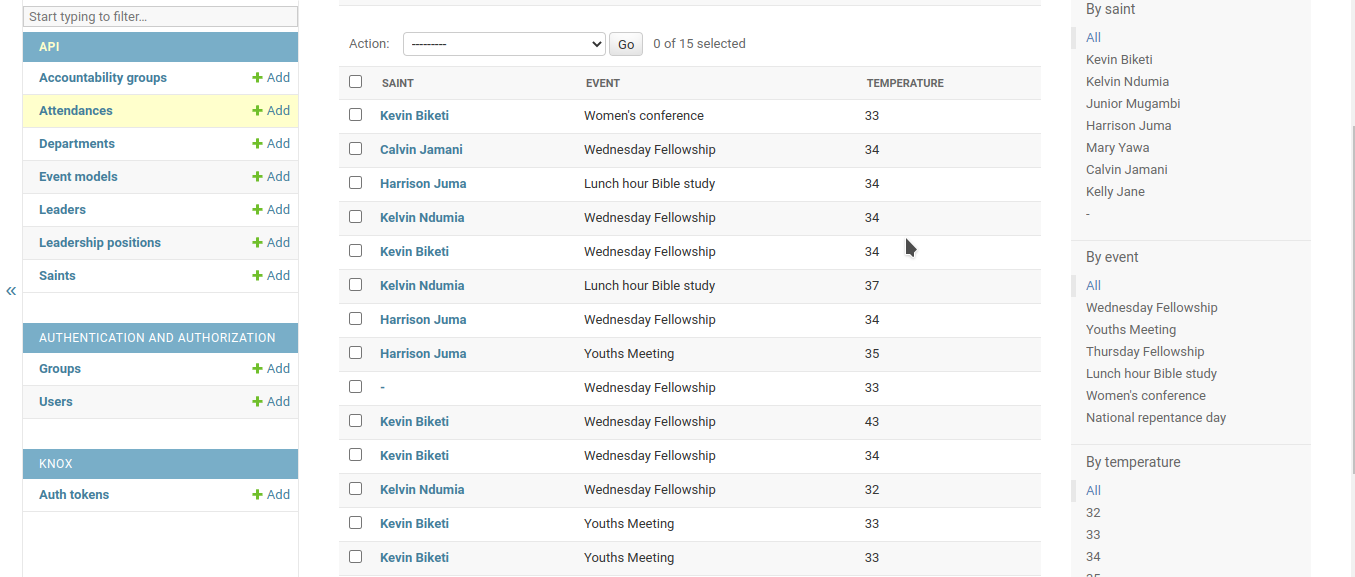 Start typing to filter...
API
Accountability groups + Add
Attendances + Add
Departments + Add
Event models + Add
Leaders + Add
Leadership positions + Add
Saints + Add
«
AUTHENTICATION AND AUTHORIZATION
Groups + Add
Users + Add
KNOX
Auth tokens + Add
Action: --------- Go 0 of 15 selected
SAINT EVENT TEMPERATURE
Kevin Biketi Women's conference 33
Calvin Jamani Wednesday Fellowship 34
Harrison Juma Lunch hour Bible study 34
Kelvin Ndumia Wednesday Fellowship 34
Kevin Biketi Wednesday Fellowship 34
Kelvin Ndumia Lunch hour Bible study 37
Harrison Juma Wednesday Fellowship 34
Harrison Juma Youths Meeting 35
- Wednesday Fellowship 33
Kevin Biketi Wednesday Fellowship 43
Kevin Biketi Wednesday Fellowship 34
Kelvin Ndumia Wednesday Fellowship 32
Kevin Biketi Youths Meeting 33
Kevin Biketi Youths Meeting 33
By saint
All
Kevin Biketi
Kelvin Ndumia
Junior Mugambi
Harrison Juma
Mary Yawa
Calvin Jamani
Kelly Jane
-
By event
All
Wednesday Fellowship
Youths Meeting
Thursday Fellowship
Lunch hour Bible study
Women's conference
National repentance day
By temperature
All
32
33
34